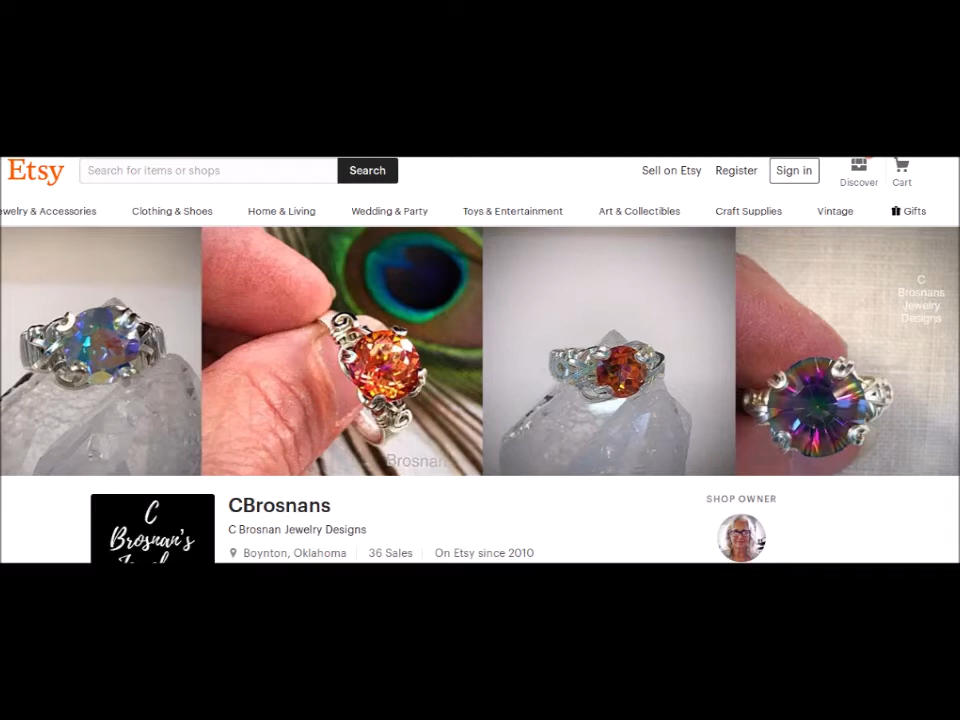 Etsy
Search for items or shops
Search
Sell on Etsy
Register
Sign in
Discover
Cart
ewelry & Accessories
Clothing & Shoes
Home & Living
Wedding & Party
Toys & Entertainment
Art & Collectibles
Craft Supplies
Vintage
Gifts
C
Brosnans
Jewelry
Designs
Brosnan
C
Brosnan's
CBrosnans
C Brosnan Jewelry Designs
Boynton, Oklahoma
36 Sales
On Etsy since 2010
SHOP OWNER